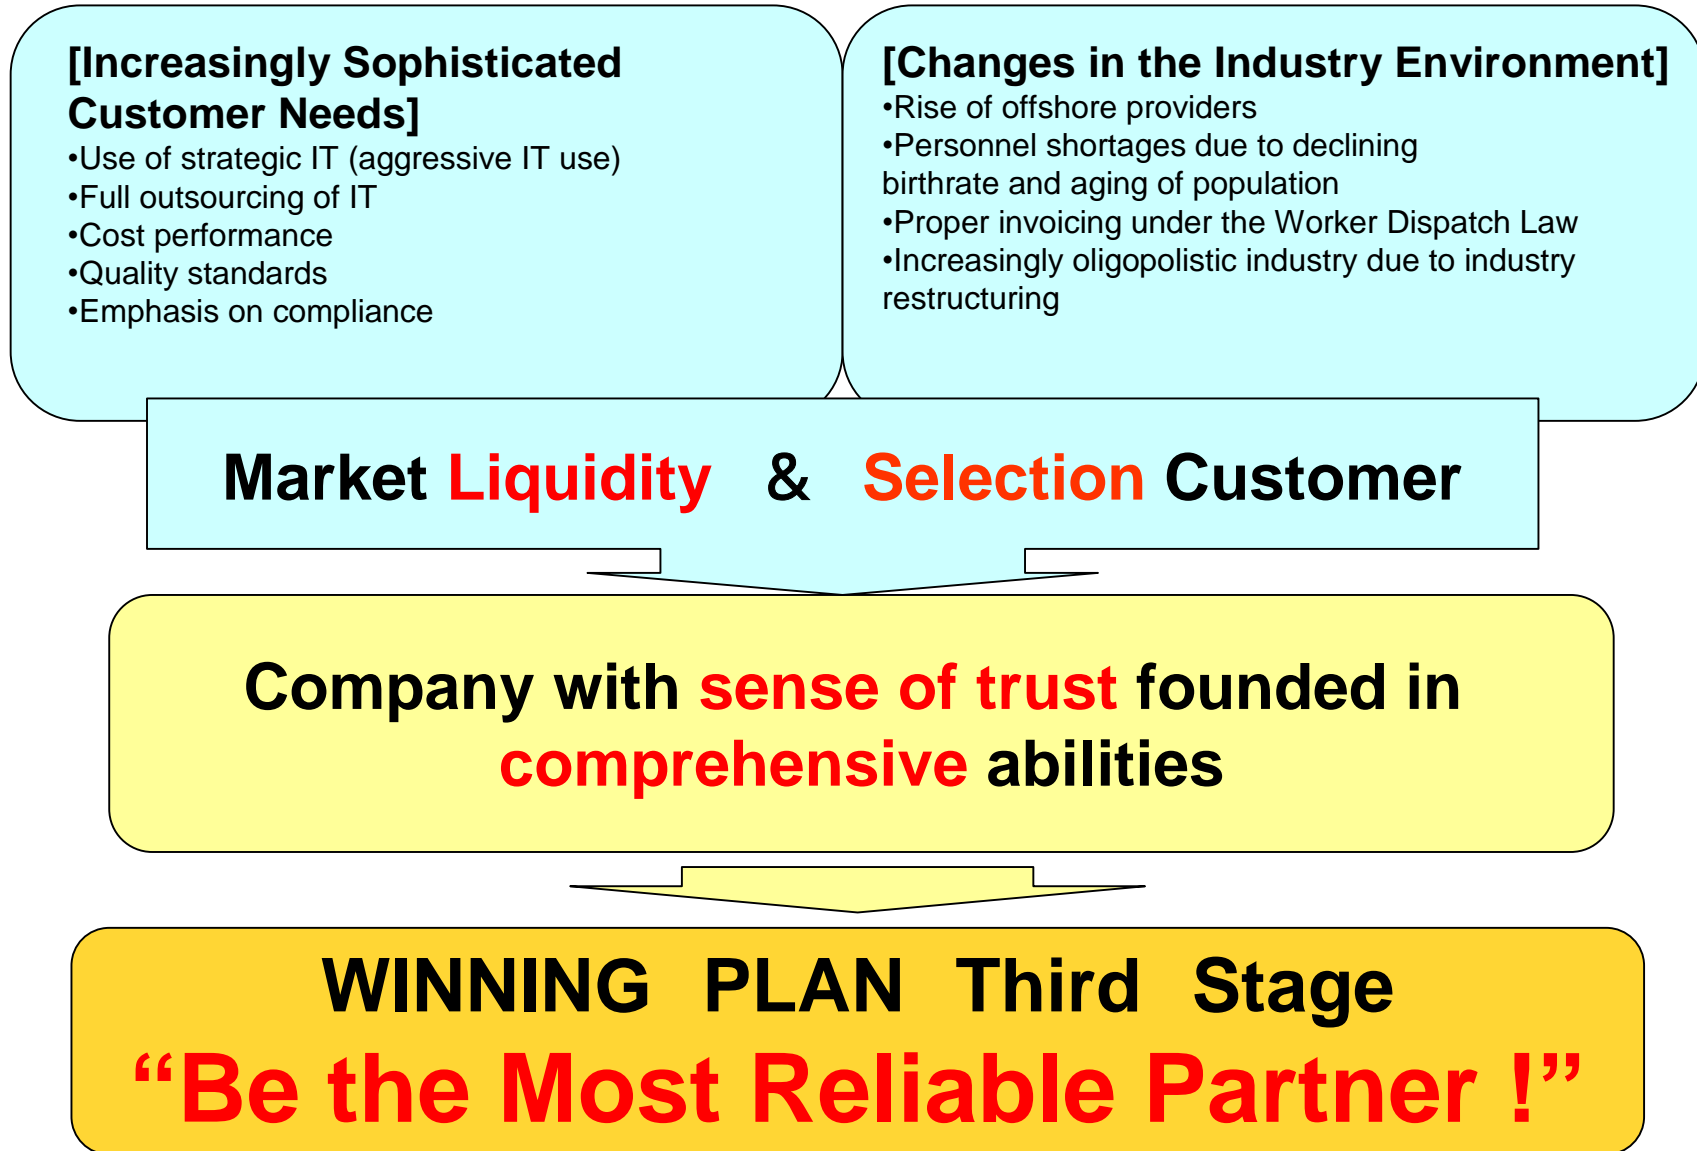 [Increasingly Sophisticated
Customer Needs]
•Use of strategic IT (aggressive IT use)
•Full outsourcing of IT
•Cost performance
•Quality standards
•Emphasis on compliance
[Changes in the Industry Environment]
•Rise of offshore providers
•Personnel shortages due to declining
birthrate and aging of population
•Proper invoicing under the Worker Dispatch Law
•Increasingly oligopolistic industry due to industry
restructuring
Market Liquidity & Selection Customer
Company with sense of trust founded in
comprehensive abilities
WINNING PLAN Third Stage
“Be the Most Reliable Partner !”